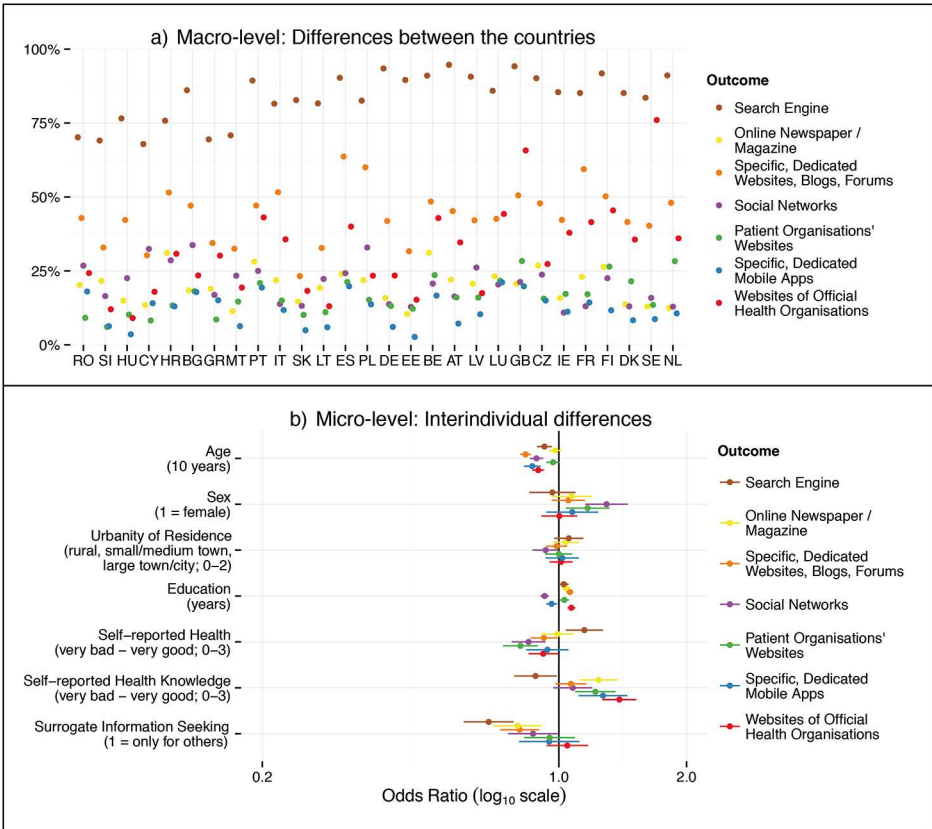 a) Macro-level: Differences between the countries
100%
75%
50%
25%
0%
RO SI HU CY HR BG GR MT PT IT SK LT ES PL DE EE BE AT LV LU GB CZ IE FR FI DK SE NL
Outcome
Search Engine
Online Newspaper /
Magazine
Specific, Dedicated
Websites, Blogs, Forums
Social Networks
Patient Organisations'
Websites
Specific, Dedicated
Mobile Apps
Websites of Official
Health Organisations
b) Micro-level: Interindividual differences
Age
(10 years)
Sex
(1 = female)
Urbanity of Residence
(rural, small/medium town,
large town/city; 0–2)
Education
(years)
Self–reported Health
(very bad – very good; 0–3)
Self–reported Health Knowledge
(very bad – very good; 0–3)
Surrogate Information Seeking
(1 = only for others)
0.2 1.0 2.0
Odds Ratio (log10 scale)
Outcome
Search Engine
Online Newspaper /
Magazine
Specific, Dedicated
Websites, Blogs, Forums
Social Networks
Patient Organisations'
Websites
Specific, Dedicated
Mobile Apps
Websites of Official
Health Organisations